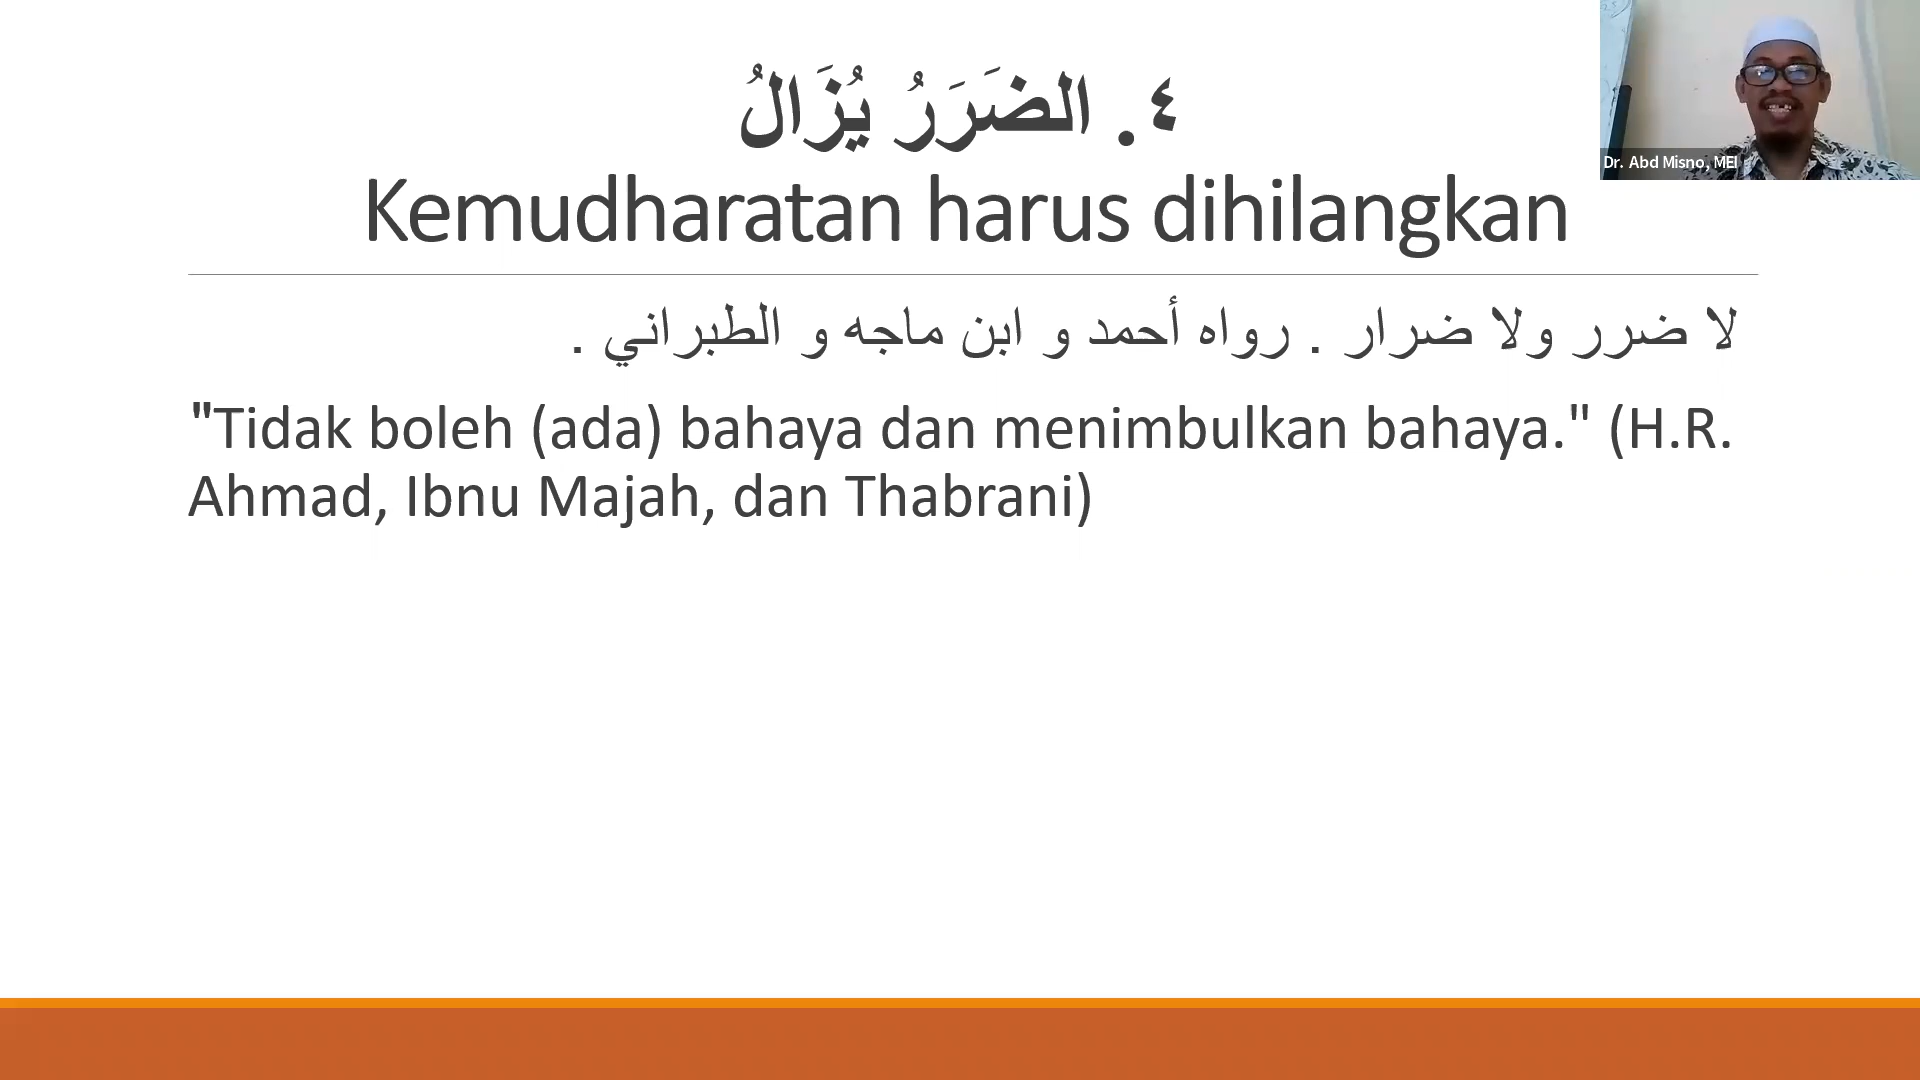 ٤. الضَرَرُ يُزَالُ
Kemudharatan harus dihilangkan
لا ضرر ولا ضرار . رواه أحمد و ابن ماجه و الطبراني .
"Tidak boleh (ada) bahaya dan menimbulkan bahaya." (H.R.
Ahmad, Ibnu Majah, dan Thabrani)
Dr. Abd Misno, MEI